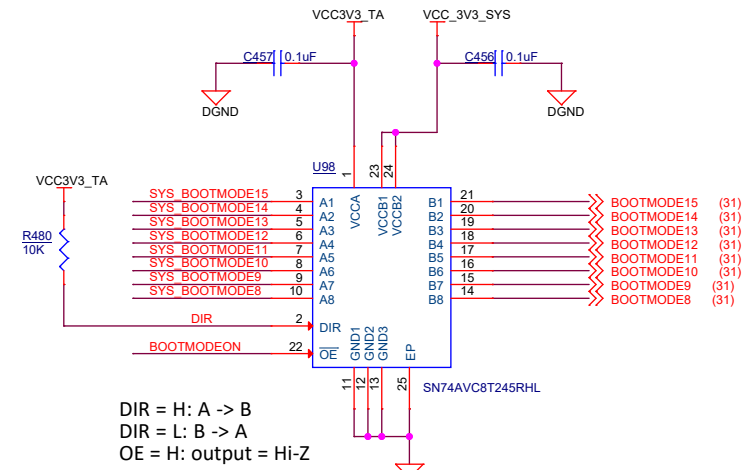 VCC3V3_TA VCC_3V3_SYS
C457 0.1uF C456 0.1uF
DGND DGND
VCC3V3_TA
R480
10K
U98
1 23 24
VCCA VCCB1 VCCB2
SYS_BOOTMODE15 3 A1 B1 21 BOOTMODE15 (31)
SYS_BOOTMODE14 4 A2 B2 20 BOOTMODE14 (31)
SYS_BOOTMODE13 5 A3 B3 19 BOOTMODE13 (31)
SYS_BOOTMODE12 6 A4 B4 18 BOOTMODE12 (31)
SYS_BOOTMODE11 7 A5 B5 17 BOOTMODE11 (31)
SYS_BOOTMODE10 8 A6 B6 16 BOOTMODE10 (31)
SYS_BOOTMODE9 9 A7 B7 15 BOOTMODE9 (31)
SYS_BOOTMODE8 10 A8 B8 14 BOOTMODE8 (31)
DIR 2 DIR
BOOTMODEON 22 OE
GND1 GND2 GND3 EP
11 12 13 25
SN74AVC8T245RHL
DIR = H: A -> B
DIR = L: B -> A
OE = H: output = Hi-Z